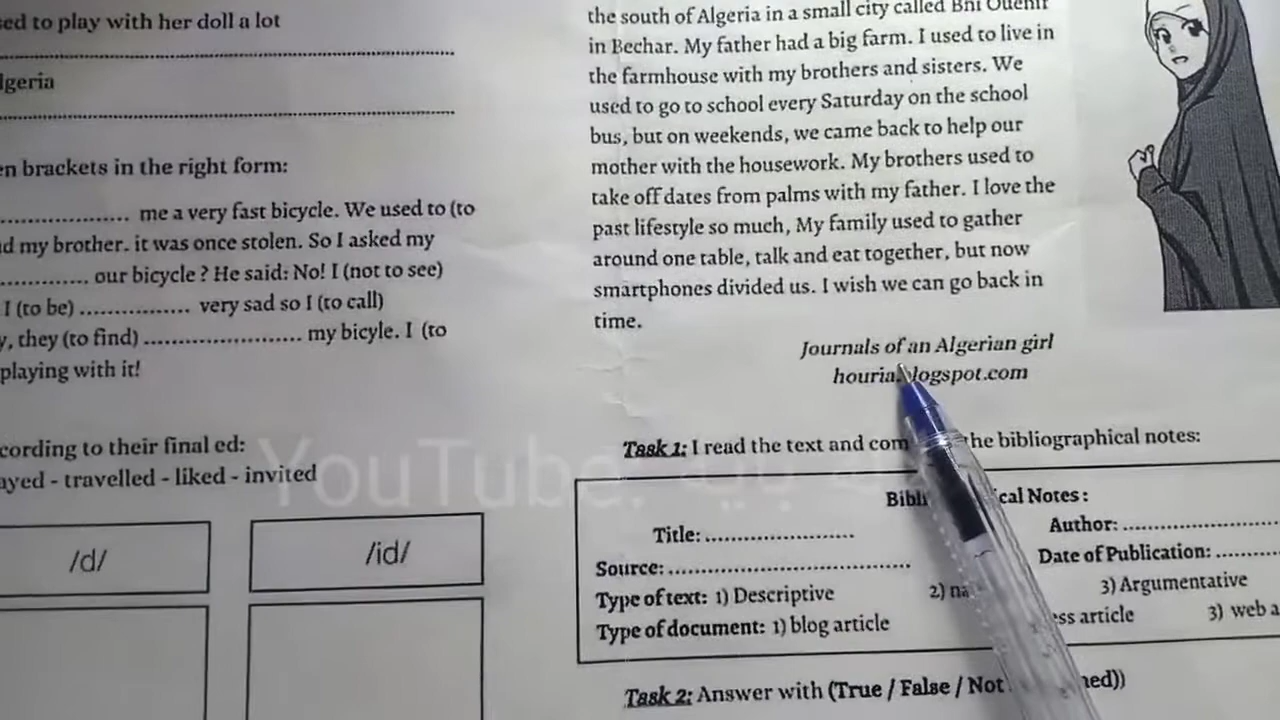 sed to play with her doll a lot
lgeria
en brackets in the right form:
me a very fast bicycle. We used to (to
d my brother. it was once stolen. So I asked my
our bicycle ? He said: No! I (not to see)
I (to be) ................ very sad so I (to call)
y, they (to find) ...................... my bicyle. I (to
playing with it!
cording to their final ed:
ayed - travelled - liked - invited
/d/
/id/
the south of Algeria in a small city called Bni Ouenif
in Bechar. My father had a big farm. I used to live in
the farmhouse with my brothers and sisters. We
used to go to school every Saturday on the school
bus, but on weekends, we came back to help our
mother with the housework. My brothers used to
take off dates from palms with my father. I love the
past lifestyle so much, My family used to gather
around one table, talk and eat together, but now
smartphones divided us. I wish we can go back in
time.
Journals of an Algerian girl
houria. logspot.com
Task 1: I read the text and com the bibliographical notes:
Bibli cal Notes :
Title: ........................
Author: ........................
Source: .......................................
Date of Publication: ..........
Type of text: 1) Descriptive 2) na 3) Argumentative
Type of document: 1) blog article ess article 3) web a
Task 2: Answer with (True / False / Not ned))
YouTube: